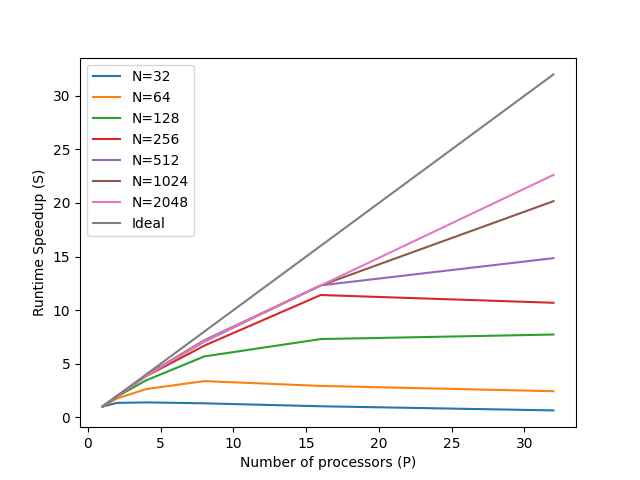 N=32
N=64
N=128
N=256
N=512
N=1024
N=2048
Ideal
30
25
20
15
10
5
0
Runtime Speedup (S)
0 5 10 15 20 25 30
Number of processors (P)